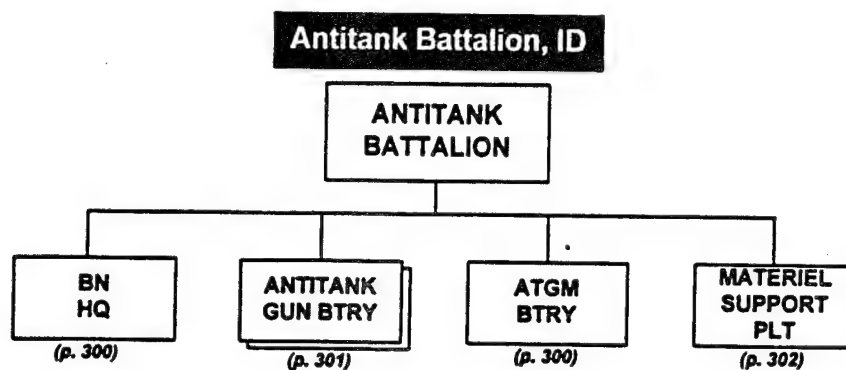 Antitank Battalion, ID
ANTITANK
BATTALION
BN
HQ
(p. 300)
ANTITANK
GUN BTRY
(p. 301)
ATGM
BTRY
(p. 300)
MATERIEL
SUPPORT
PLT
(p. 302)